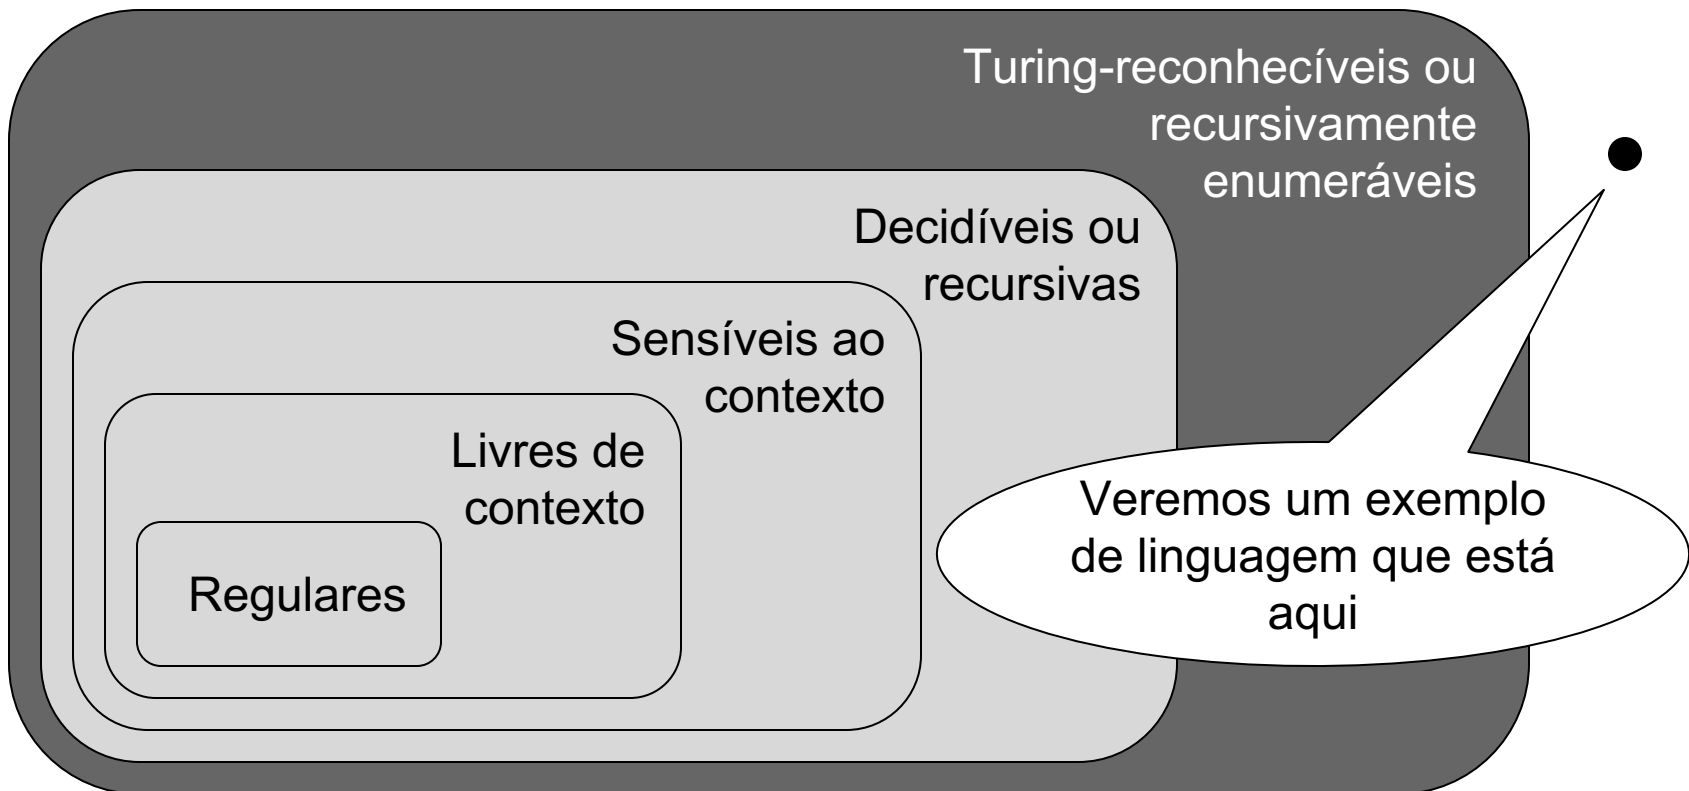 Turing-reconhecíveis ou
recursivamente
enumeráveis
Decidíveis ou
recursivas
Sensíveis ao
contexto
Livres de
contexto
Regulares
Veremos um exemplo
de linguagem que está
aqui